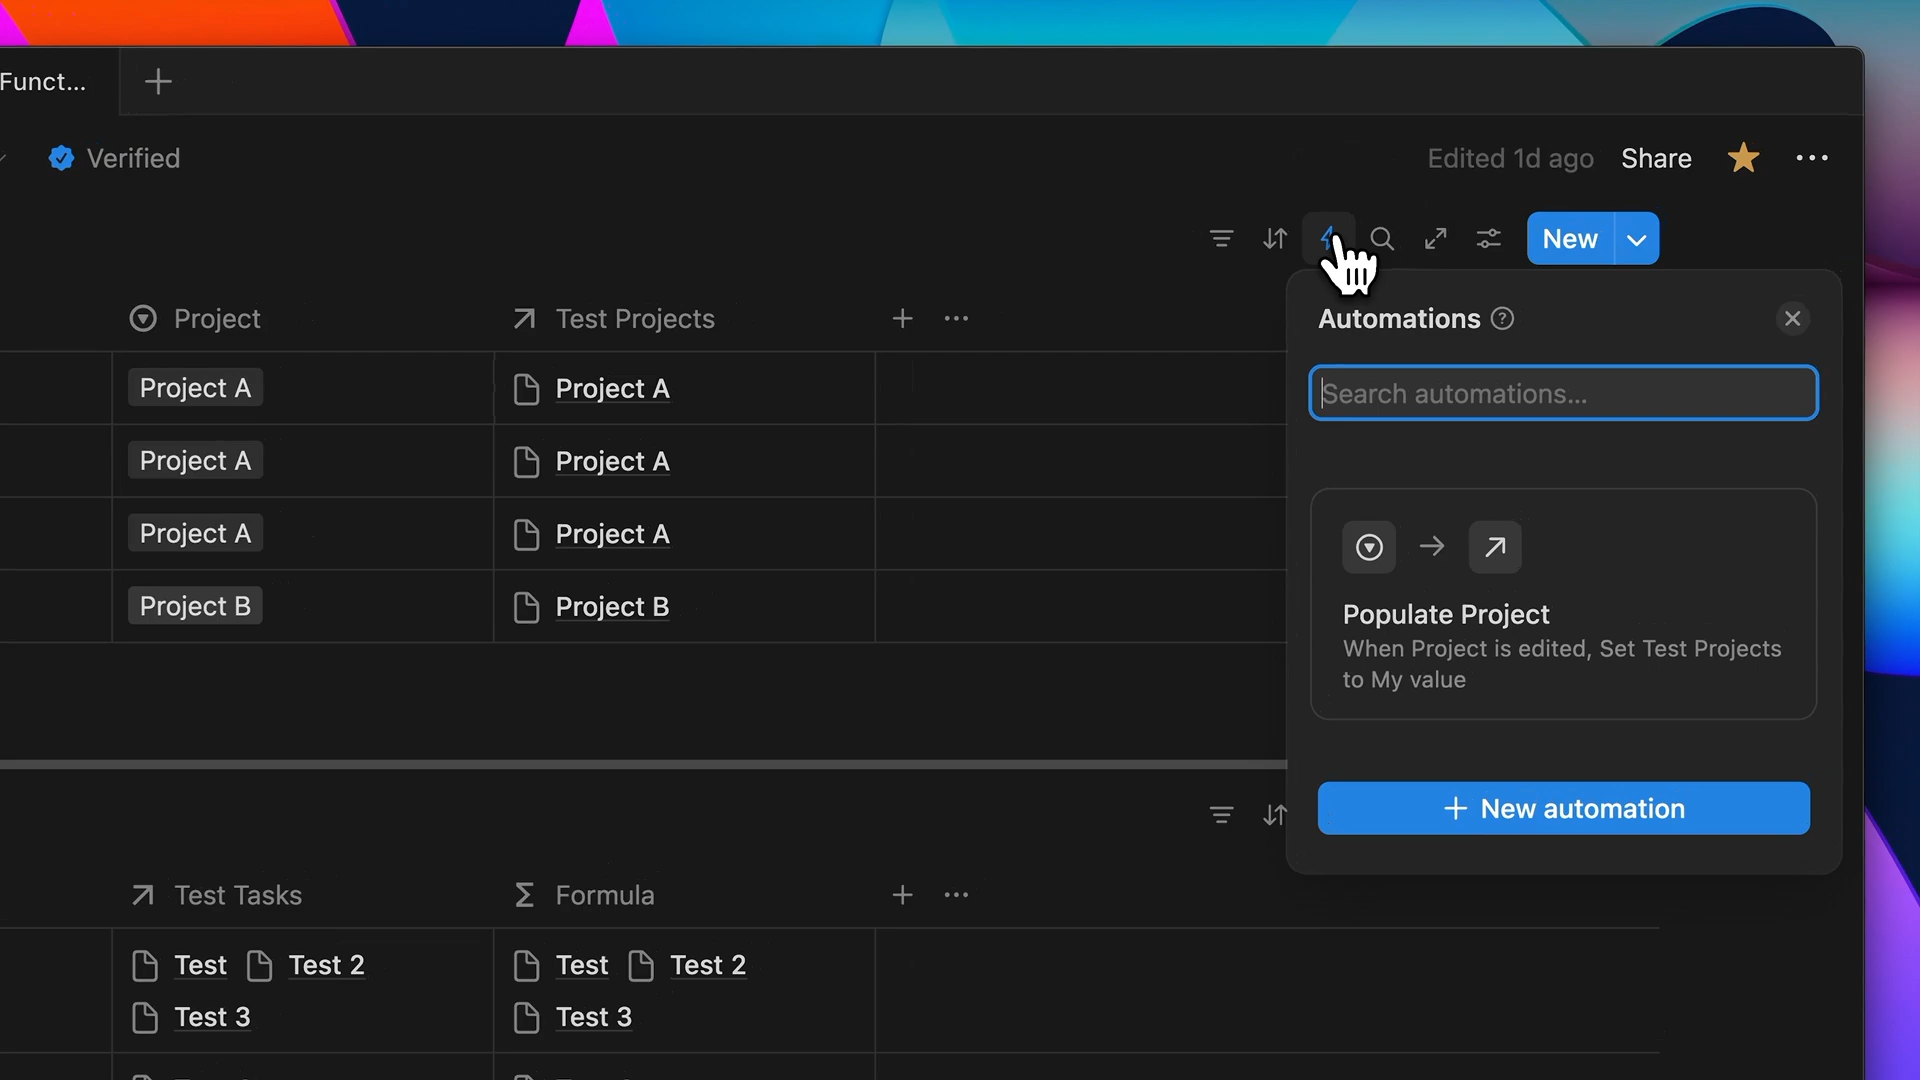 Funct...
Verified
Edited 1d ago Share
New
Project Test Projects
Project A Project A
Project A Project A
Project A Project A
Project B Project B
Automations
Search automations...
Populate Project
When Project is edited, Set Test Projects
to My value
+ New automation
Test Tasks Σ Formula
Test Test 2 Test Test 2
Test 3 Test 3